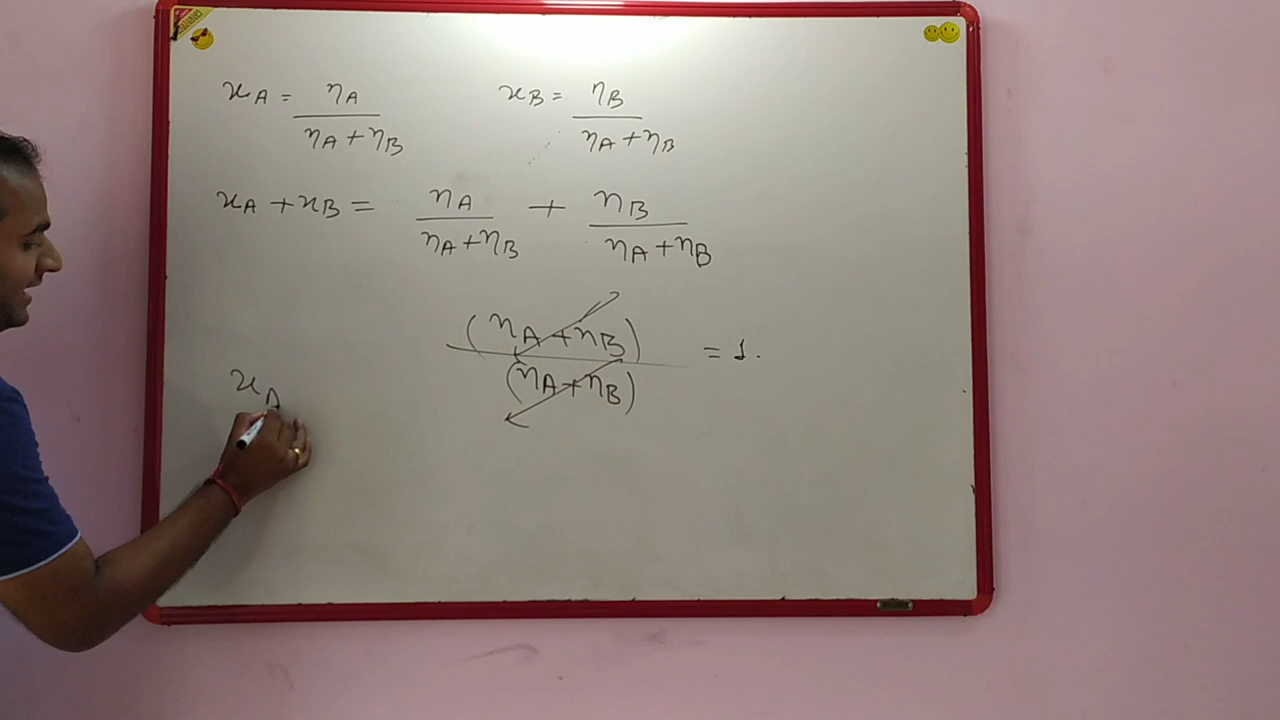 x_A = n_A / (n_A + n_B)    x_B = n_B / (n_A + n_B)
x_A + x_B = n_A / (n_A + n_B) + n_B / (n_A + n_B)
(n_A + n_B) / (n_A + n_B) = 1.
x_A